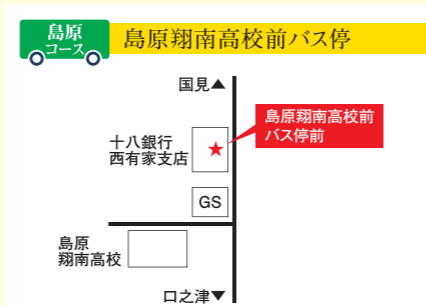 島原
コース
島原翔南高校前バス停
国見▲
島原翔南高校前
バス停前
十八銀行
西有家支店
★
GS
島原
翔南高校
口之津▼